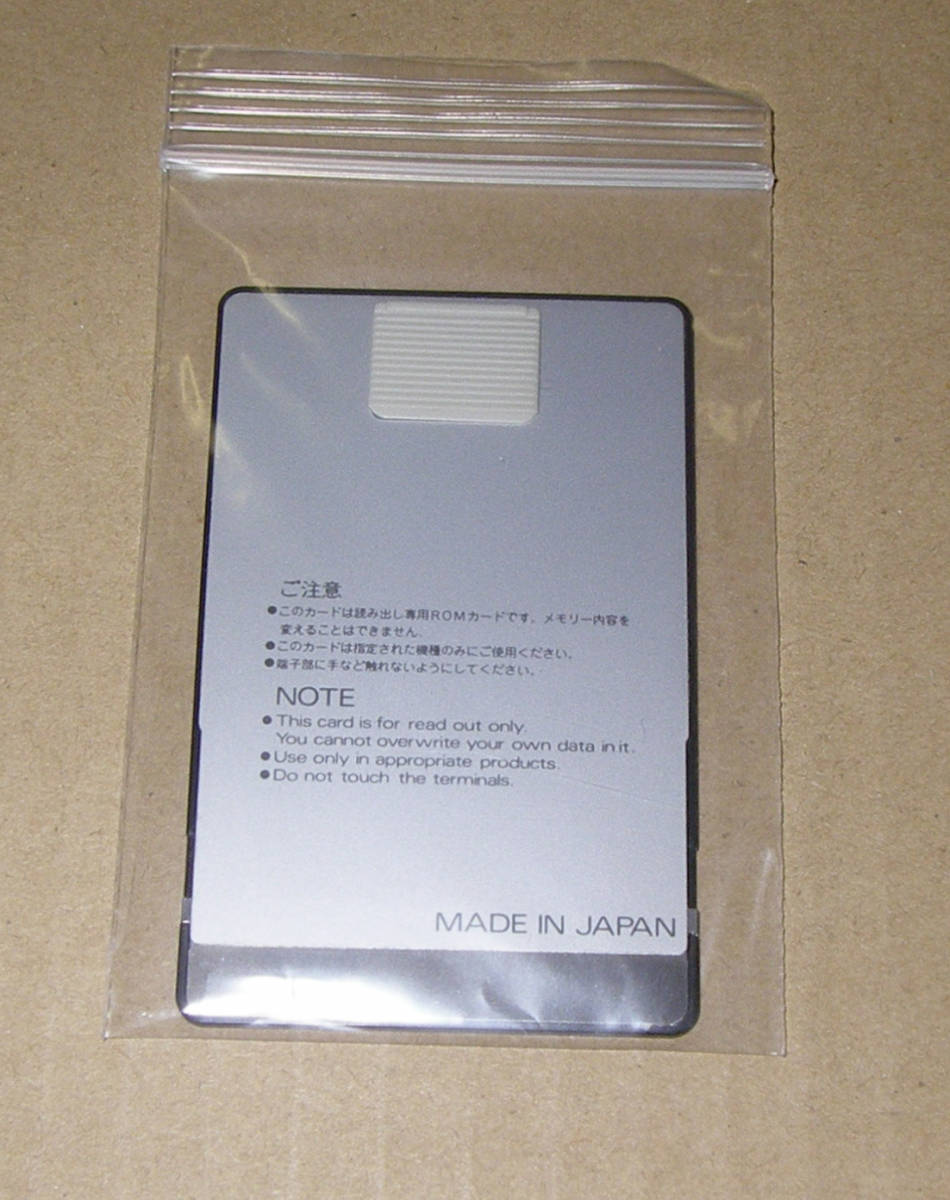 ご注意
●このカードは読み出し専用ROMカードです。メモリー内容を
変えることはできません。
●このカードは指定された機種のみにご使用ください。
●端子部に手など触れないようにしてください。
NOTE
● This card is for read out only.
You cannot overwrite your own data in it.
● Use only in appropriate products.
● Do not touch the terminals.
MADE IN JAPAN